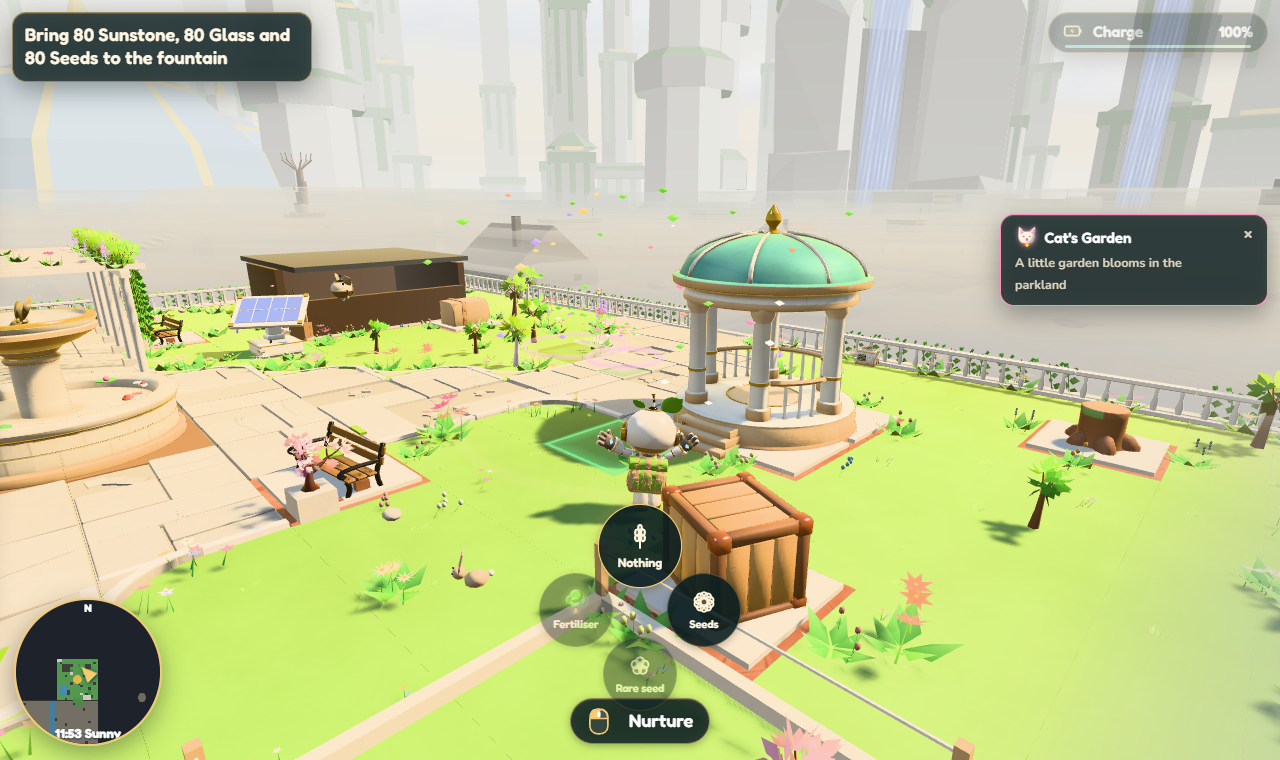 Bring 80 Sunstone, 80 Glass and
80 Seeds to the fountain
Charge 100%
Cat's Garden
A little garden blooms in the
parkland
Nothing
Fertiliser
Seeds
Rare seed
Nurture
N
11:53 Sunny